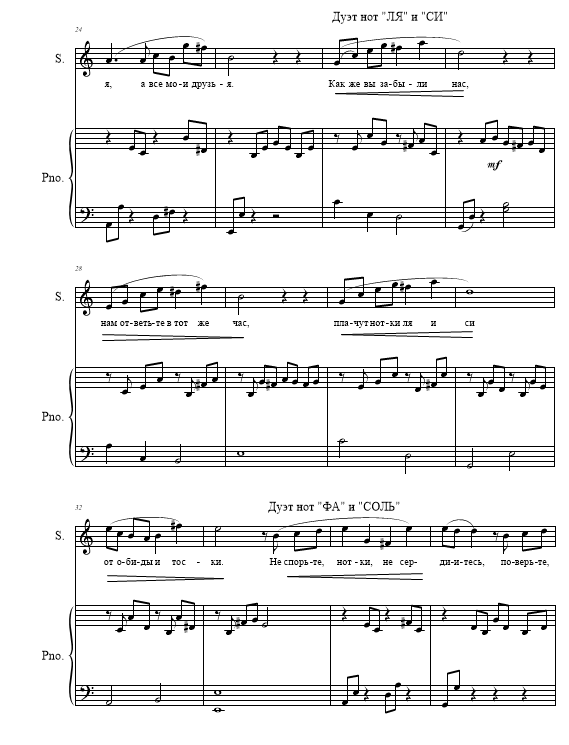 Дуэт нот "ЛЯ" и "СИ"
24
S.
я, а все мо-и друзь - я. Как же вы за-бы - ли нас,
Pno.
mf
28
S.
нам от-веть-те в тот же час, пла-чут нот-ки ля и си
Pno.
Дуэт нот "ФА" и "СОЛЬ"
32
S.
от о-би-ды и тос - ки. Не спорь-те, нот - ки, не сер- ди-и-тесь, по-верь-те,
Pno.